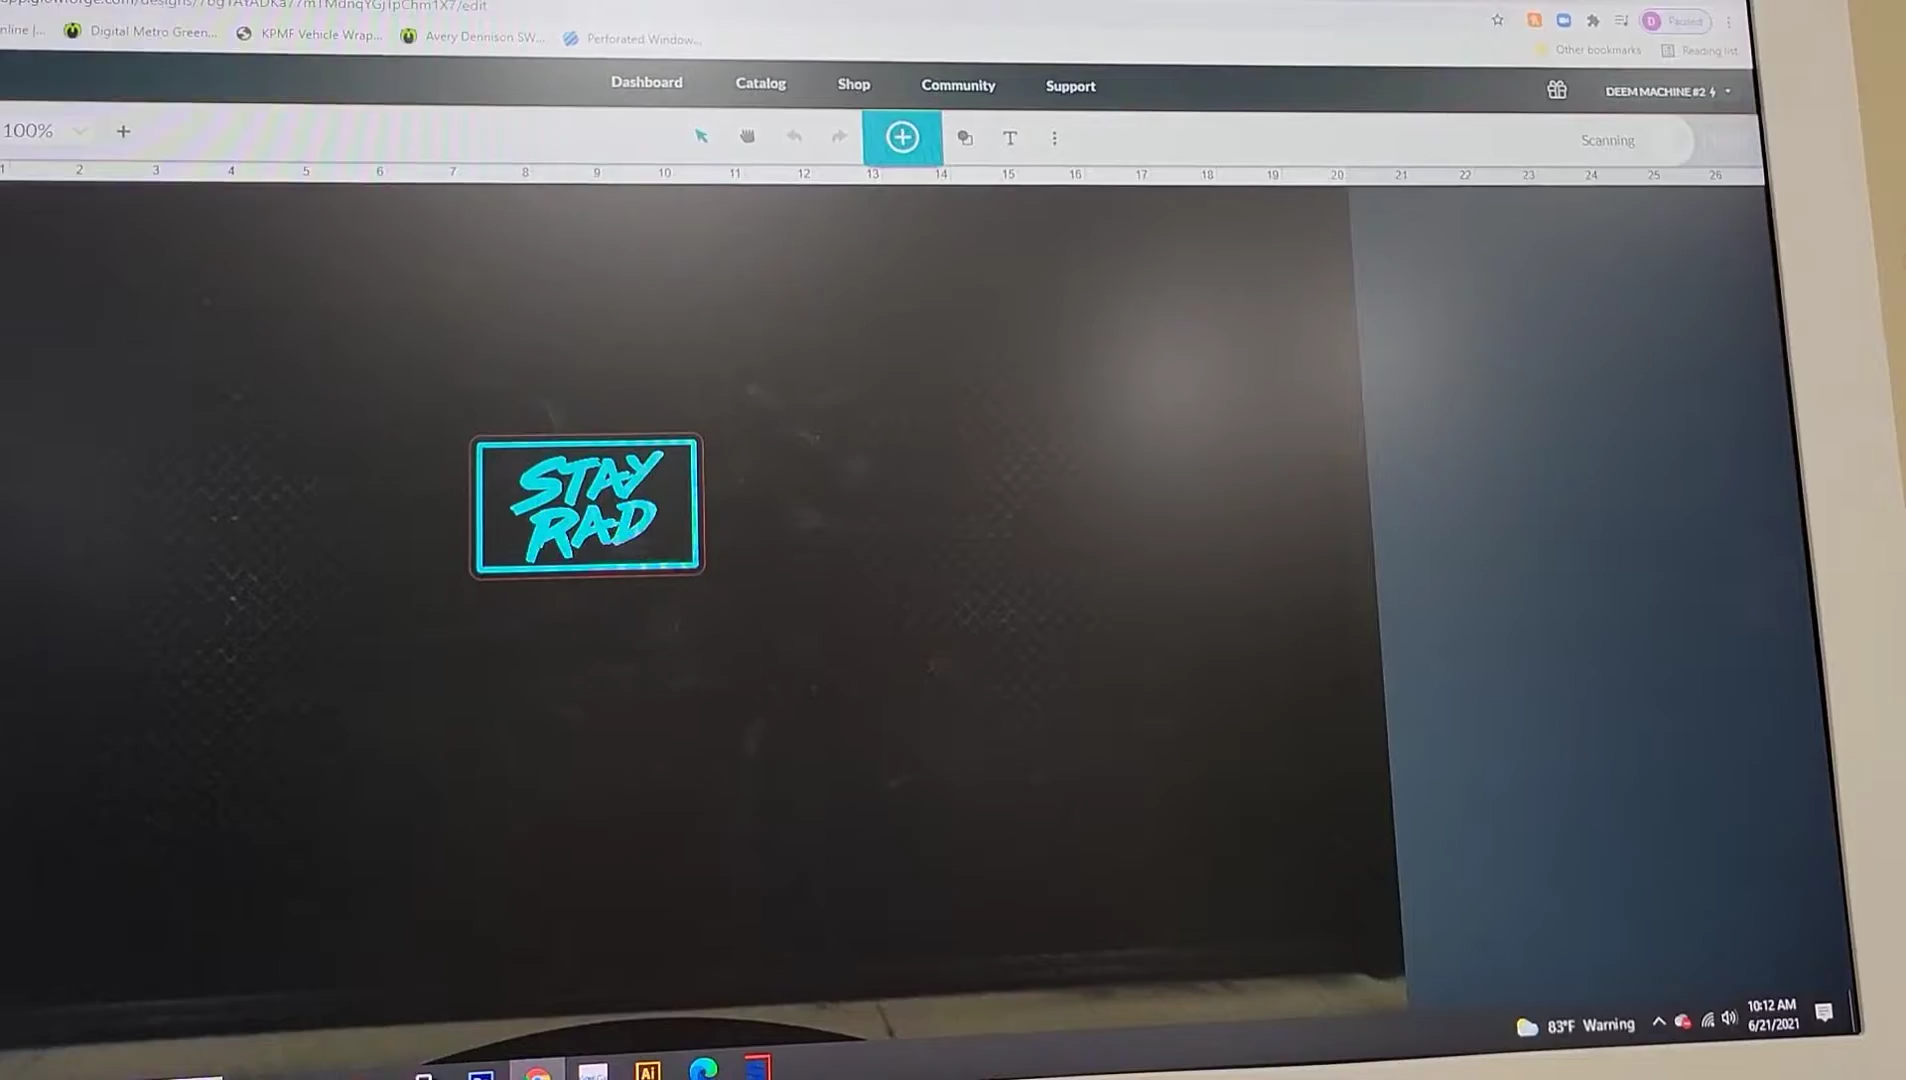 nline |...
Digital Metro Green...
KPMF Vehicle Wrap...
Avery Dennison SW...
Perforated Window...
D
Paused
Other bookmarks
Reading list
Dashboard
Catalog
Shop
Community
Support
DEEM MACHINE #2
100%
+
T
Scanning
1 2 3 4 5 6 7 8 9 10 11 12 13 14 15 16 17 18 19 20 21 22 23 24 25 26
STAY
RAD
83°F Warning
10:12 AM
6/21/2021
Ai